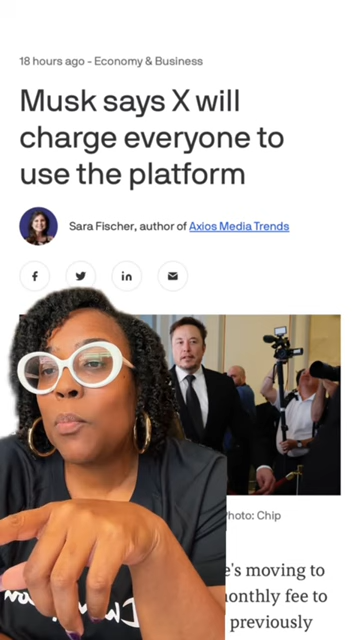 18 hours ago - Economy & Business
Musk says X will
charge everyone to
use the platform
Sara Fischer, author of Axios Media Trends
Photo: Chip
e's moving to
monthly fee to
previously